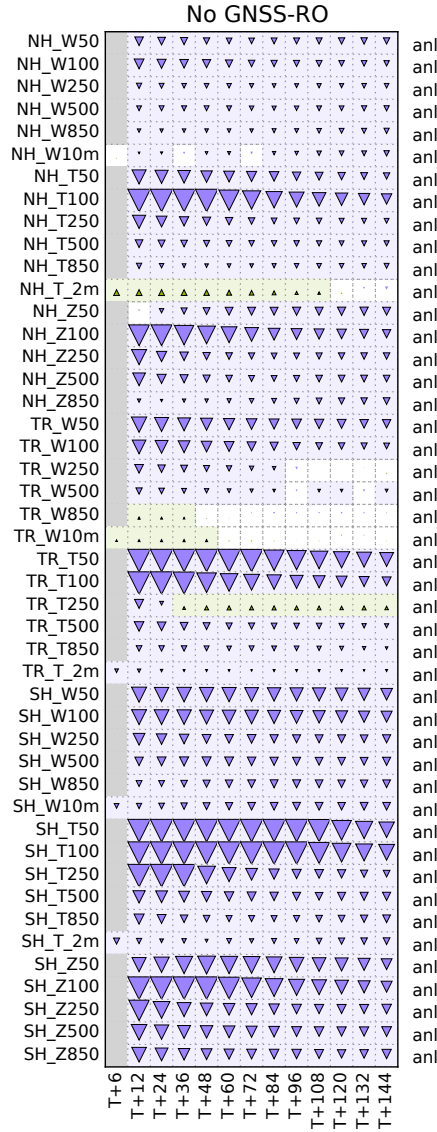 No GNSS-RO
NH_W50 anl
NH_W100 anl
NH_W250 anl
NH_W500 anl
NH_W850 anl
NH_W10m anl
NH_T50 anl
NH_T100 anl
NH_T250 anl
NH_T500 anl
NH_T850 anl
NH_T_2m anl
NH_Z50 anl
NH_Z100 anl
NH_Z250 anl
NH_Z500 anl
NH_Z850 anl
TR_W50 anl
TR_W100 anl
TR_W250 anl
TR_W500 anl
TR_W850 anl
TR_W10m anl
TR_T50 anl
TR_T100 anl
TR_T250 anl
TR_T500 anl
TR_T850 anl
TR_T_2m anl
SH_W50 anl
SH_W100 anl
SH_W250 anl
SH_W500 anl
SH_W850 anl
SH_W10m anl
SH_T50 anl
SH_T100 anl
SH_T250 anl
SH_T500 anl
SH_T850 anl
SH_T_2m anl
SH_Z50 anl
SH_Z100 anl
SH_Z250 anl
SH_Z500 anl
SH_Z850 anl
T+6 T+12 T+24 T+36 T+48 T+60 T+72 T+84 T+96 T+108 T+120 T+132 T+144